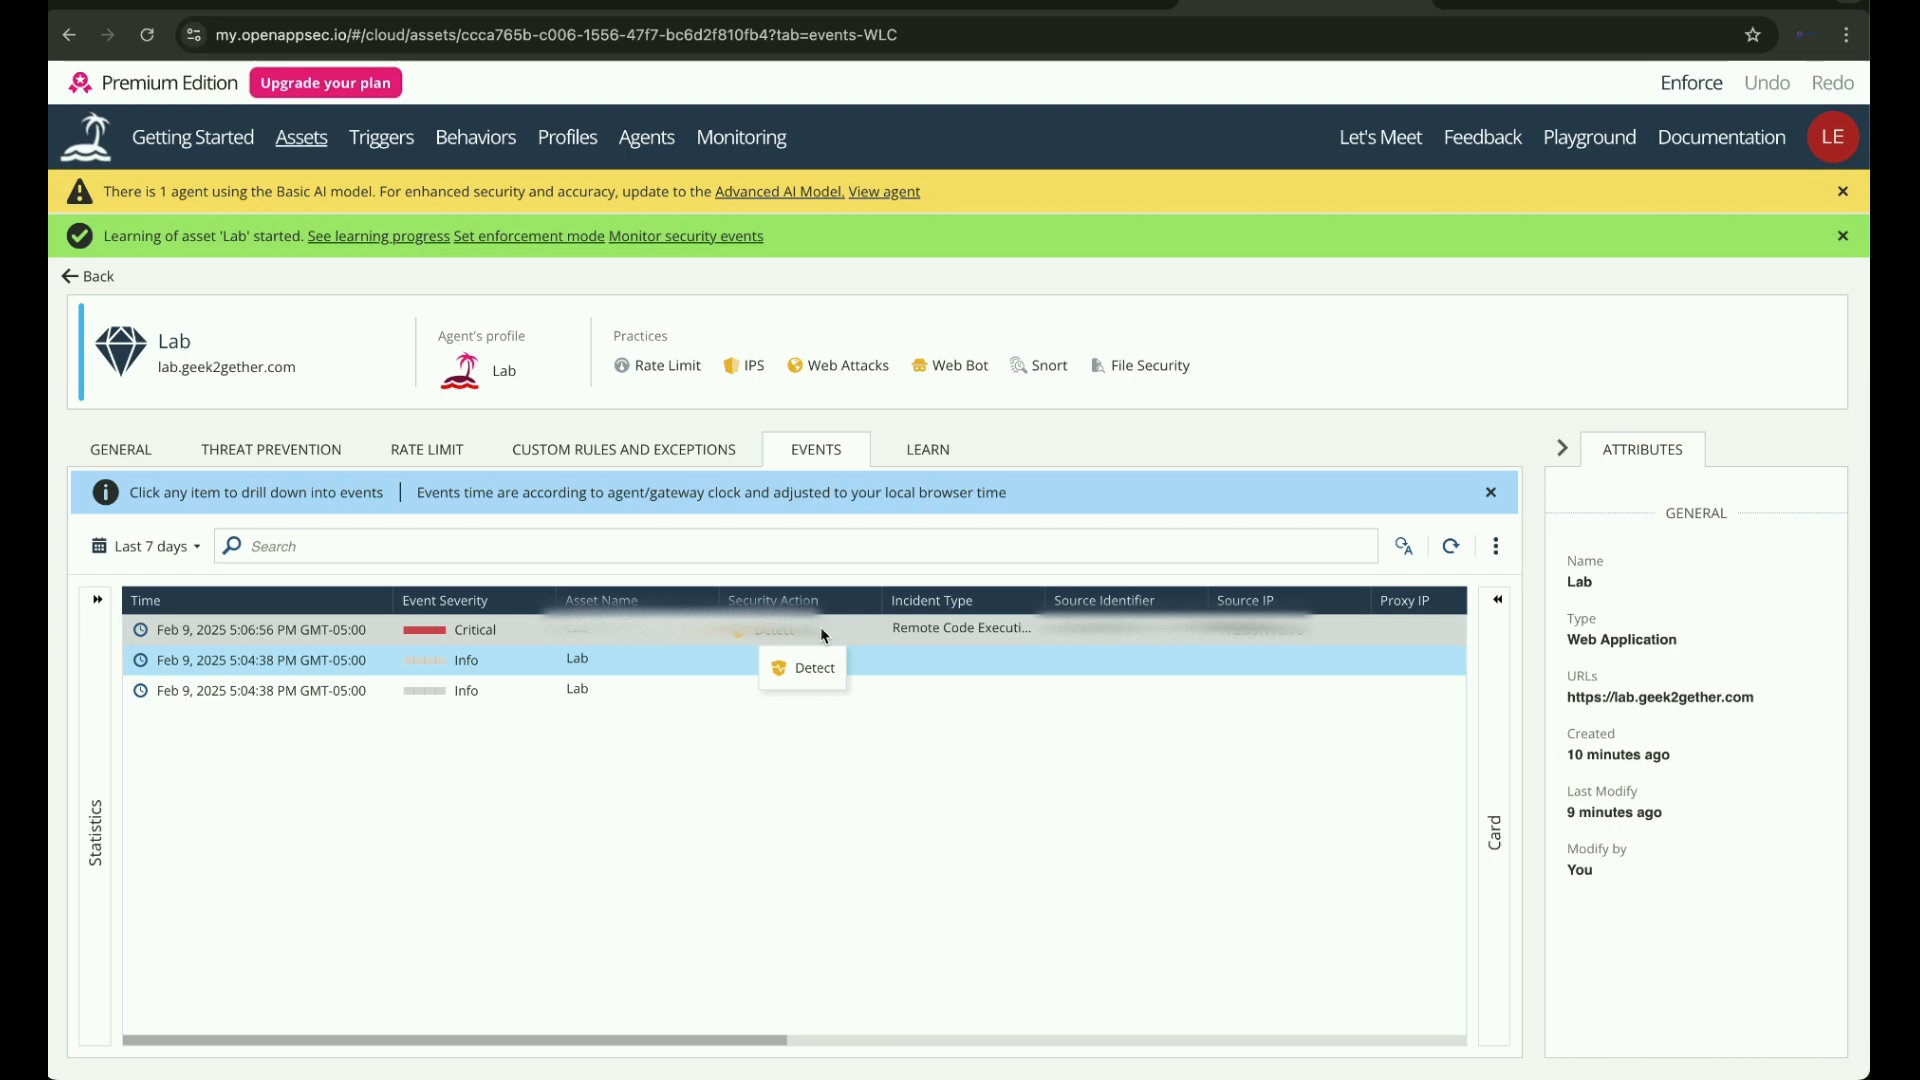 my.openappsec.io/#/cloud/assets/ccca765b-c006-1556-47f7-bc6d2f810fb4?tab=events-WLC
Premium Edition Upgrade your plan Enforce Undo Redo
Getting Started Assets Triggers Behaviors Profiles Agents Monitoring Let's Meet Feedback Playground Documentation LE
There is 1 agent using the Basic AI model. For enhanced security and accuracy, update to the Advanced AI Model. View agent
Learning of asset 'Lab' started. See learning progress Set enforcement mode Monitor security events
Back
Lab
lab.geek2gether.com
Agent's profile
Lab
Practices
Rate Limit IPS Web Attacks Web Bot Snort File Security
GENERAL THREAT PREVENTION RATE LIMIT CUSTOM RULES AND EXCEPTIONS EVENTS LEARN
Click any item to drill down into events | Events time are according to agent/gateway clock and adjusted to your local browser time
Last 7 days Search
Time Event Severity Asset Name Security Action Incident Type Source Identifier Source IP Proxy IP
Feb 9, 2025 5:06:56 PM GMT-05:00 Critical Lab Detect Remote Code Executi...
Feb 9, 2025 5:04:38 PM GMT-05:00 Info Lab
Detect
Feb 9, 2025 5:04:38 PM GMT-05:00 Info Lab
Statistics
Card
ATTRIBUTES
GENERAL
Name
Lab
Type
Web Application
URLs
https://lab.geek2gether.com
Created
10 minutes ago
Last Modify
9 minutes ago
Modify by
You